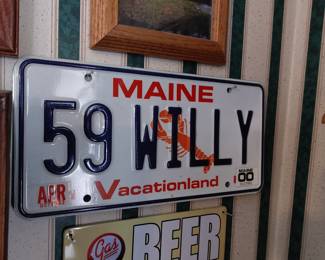 MAINE
59 WILLY
APR Vacationland MAINE 00
Gas BEER